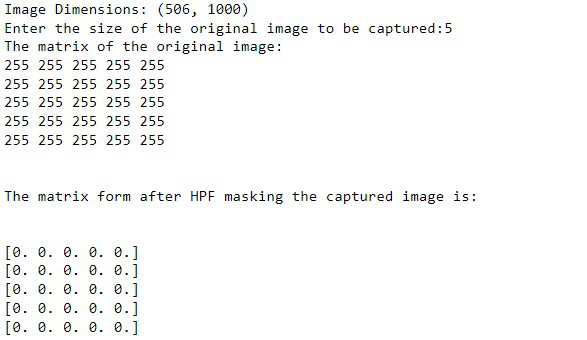 Image Dimensions: (506, 1000)
Enter the size of the original image to be captured:5
The matrix of the original image:
255 255 255 255 255
255 255 255 255 255
255 255 255 255 255
255 255 255 255 255
255 255 255 255 255
The matrix form after HPF masking the captured image is:
[0. 0. 0. 0. 0.]
[0. 0. 0. 0. 0.]
[0. 0. 0. 0. 0.]
[0. 0. 0. 0. 0.]
[0. 0. 0. 0. 0.]